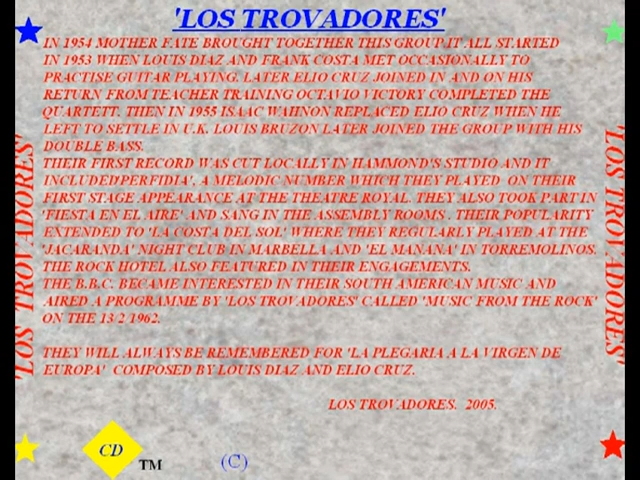 'LOS TROVADORES'
IN 1954 MOTHER FATE BROUGHT TOGETHER THIS GROUP.IT ALL STARTED
IN 1953 WHEN LOUIS DIAZ AND FRANK COSTA MET OCCASIONALLY TO
PRACTISE GUITAR PLAYING. LATER ELIO CRUZ JOINED IN AND ON HIS
RETURN FROM TEACHER TRAINING OCTAVIO VICTORY COMPLETED THE
QUARTETT. THEN IN 1955 ISAAC WAHNON REPLACED ELIO CRUZ WHEN HE
LEFT TO SETTLE IN U.K. LOUIS BRUZON LATER JOINED THE GROUP WITH HIS
DOUBLE BASS.
THEIR FIRST RECORD WAS CUT LOCALLY IN HAMMOND'S STUDIO AND IT
INCLUDED'PERFIDIA', A MELODIC NUMBER WHICH THEY PLAYED ON THEIR
FIRST STAGE APPEARANCE AT THE THEATRE ROYAL. THEY ALSO TOOK PART IN
'FIESTA EN EL AIRE' AND SANG IN THE ASSEMBLY ROOMS . THEIR POPULARITY
EXTENDED TO 'LA COSTA DEL SOL' WHERE THEY REGULARLY PLAYED AT THE
'JACARANDA' NIGHT CLUB IN MARBELLA AND 'EL MANANA' IN TORREMOLINOS.
THE ROCK HOTEL ALSO FEATURED IN THEIR ENGAGEMENTS.
THE B.B.C. BECAME INTERESTED IN THEIR SOUTH AMERICAN MUSIC AND
AIRED A PROGRAMME BY 'LOS TROVADORES' CALLED 'MUSIC FROM THE ROCK'
ON THE 13 2 1962.
THEY WILL ALWAYS BE REMEMBERED FOR 'LA PLEGARIA A LA VIRGEN DE
EUROPA' COMPOSED BY LOUIS DIAZ AND ELIO CRUZ.
LOS TROVADORES. 2005.
'LOS TROVADORES'
'LOS TROVADORES'
CD
TM
(C)